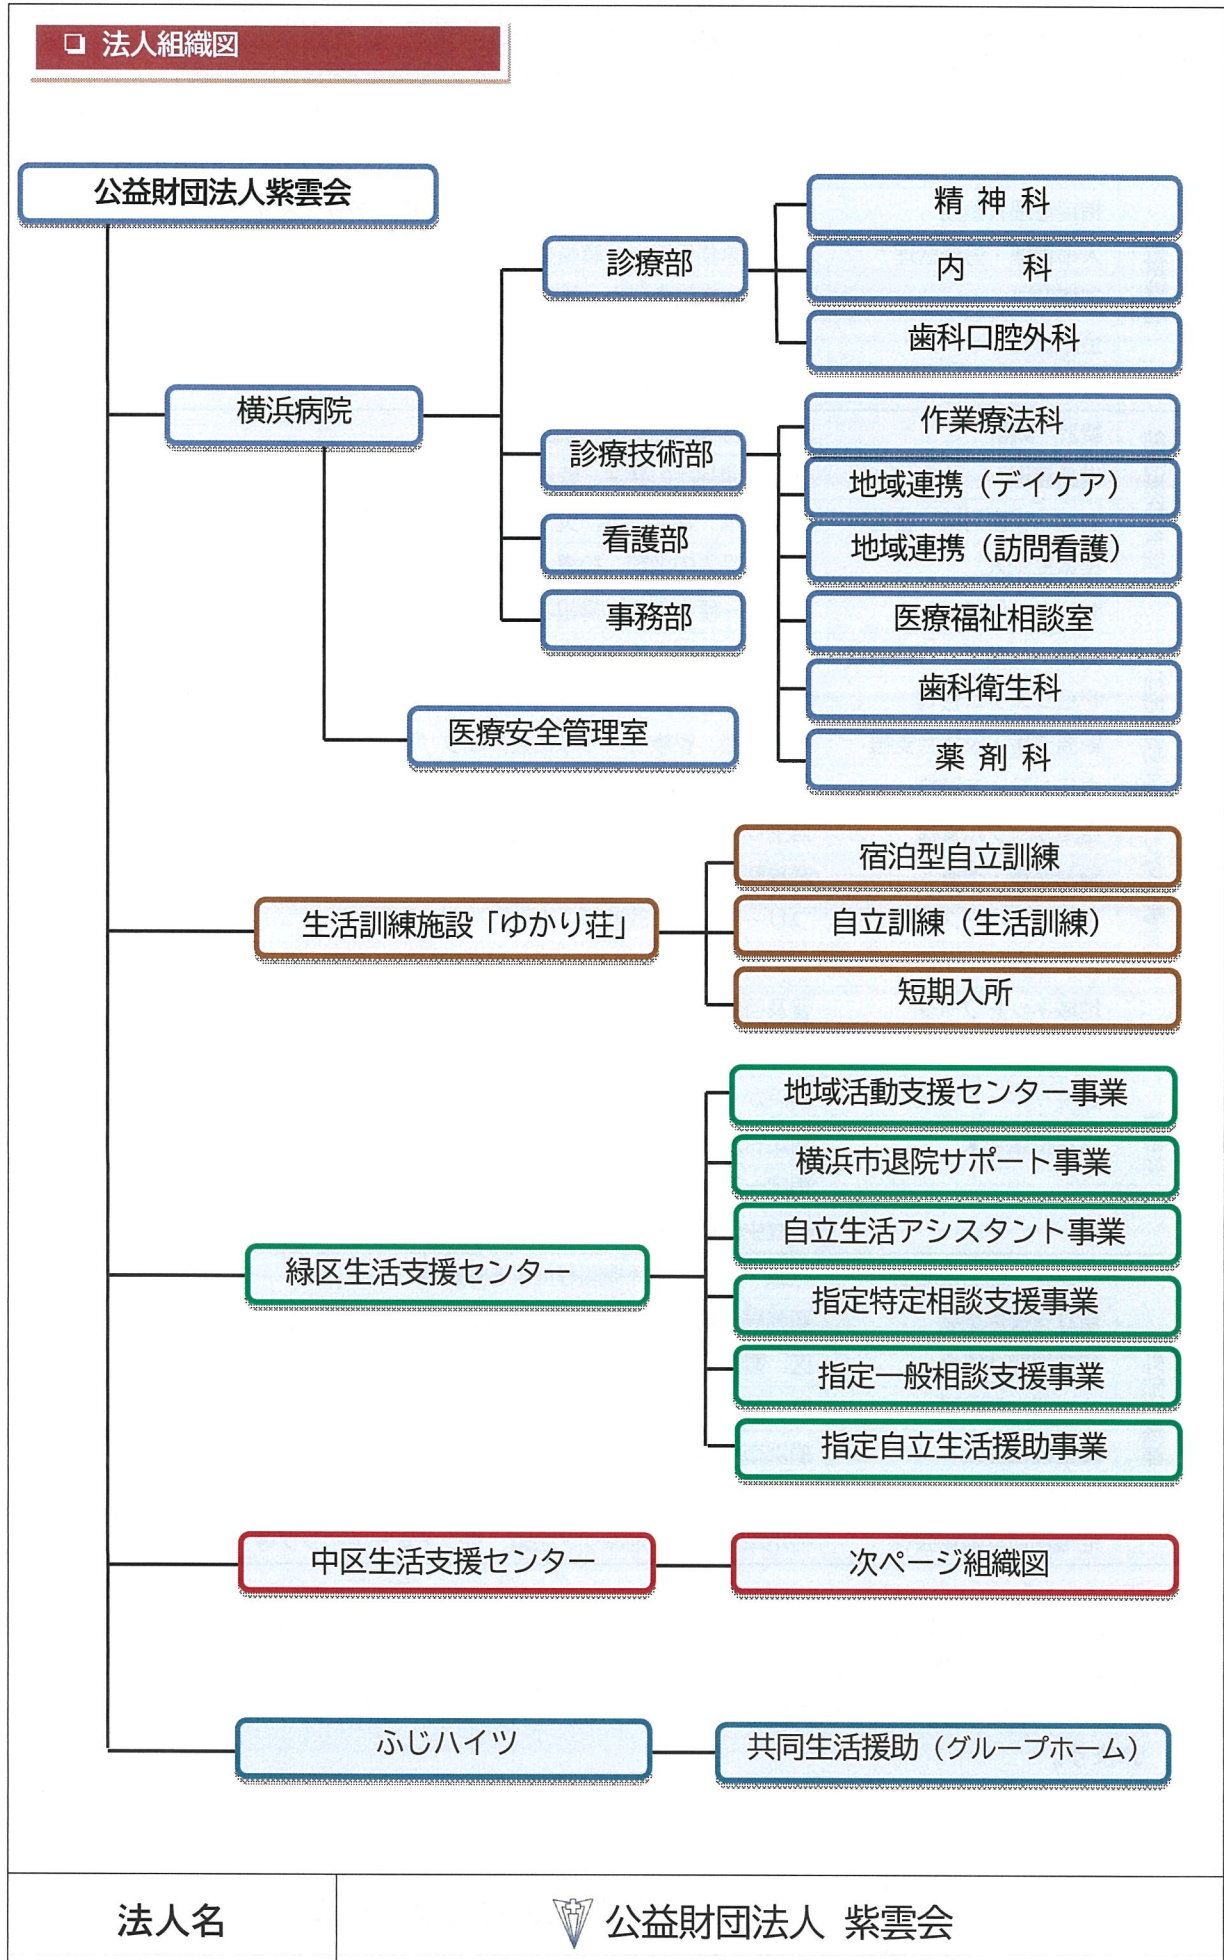 ❏ 法人組織図
公益財団法人紫雲会
横浜病院
診療部
精 神 科
内　　科
歯科口腔外科
診療技術部
作業療法科
地域連携（デイケア）
地域連携（訪問看護）
医療福祉相談室
歯科衛生科
薬 剤 科
看護部
事務部
医療安全管理室
生活訓練施設「ゆかり荘」
宿泊型自立訓練
自立訓練（生活訓練）
短期入所
緑区生活支援センター
地域活動支援センター事業
横浜市退院サポート事業
自立生活アシスタント事業
指定特定相談支援事業
指定一般相談支援事業
指定自立生活援助事業
中区生活支援センター
次ページ組織図
ふじハイツ
共同生活援助（グループホーム）
法人名
公益財団法人 紫雲会